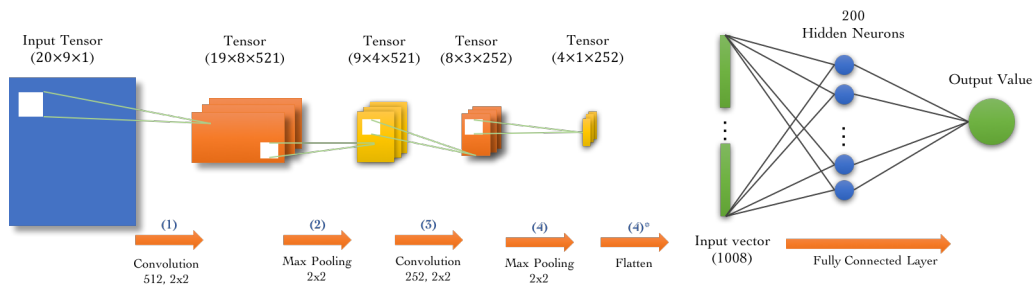 Input Tensor
(20×9×1)
Tensor
(19×8×521)
Tensor
(9×4×521)
Tensor
(8×3×252)
Tensor
(4×1×252)
200
Hidden Neurons
Output Value
(1)
Convolution
512, 2x2
(2)
Max Pooling
2x2
(3)
Convolution
252, 2x2
(4)
Max Pooling
2x2
(4)*
Flatten
Input vector
(1008)
Fully Connected Layer